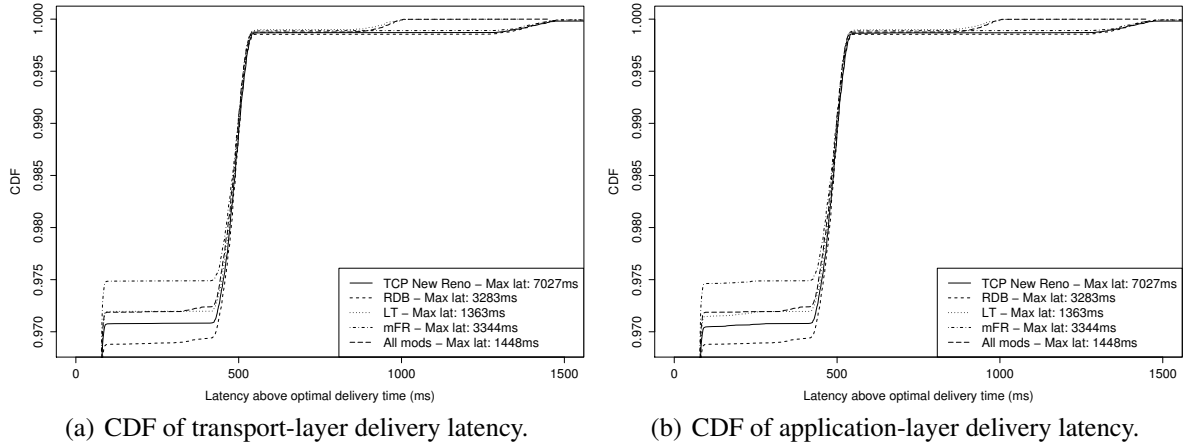 CDF
1.000
0.995
0.990
0.985
0.980
0.975
0.970
TCP New Reno − Max lat: 7027ms
RDB − Max lat: 3283ms
LT − Max lat: 1363ms
mFR − Max lat: 3344ms
All mods − Max lat: 1448ms
0 500 1000 1500
Latency above optimal delivery time (ms)
(a) CDF of transport-layer delivery latency.
CDF
1.000
0.995
0.990
0.985
0.980
0.975
0.970
TCP New Reno − Max lat: 7027ms
RDB − Max lat: 3283ms
LT − Max lat: 1363ms
mFR − Max lat: 3344ms
All mods − Max lat: 1448ms
0 500 1000 1500
Latency above optimal delivery time (ms)
(b) CDF of application-layer delivery latency.